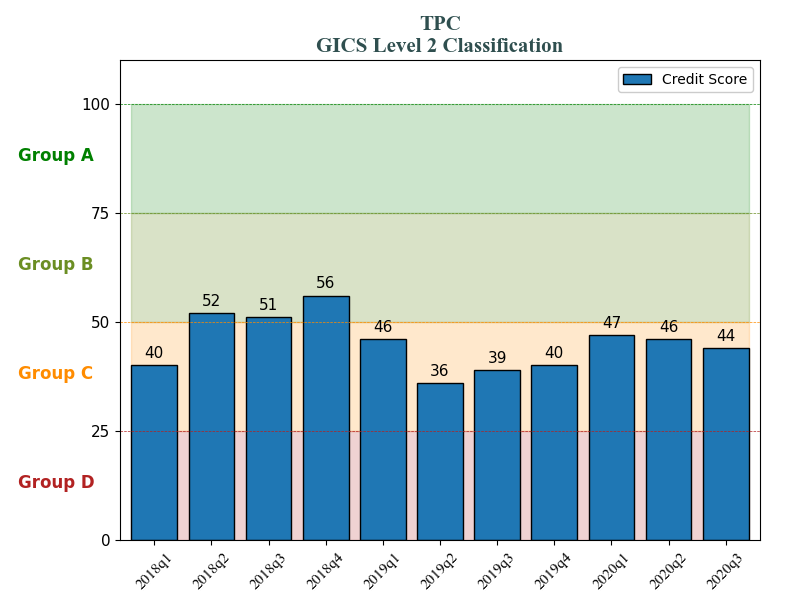 TPC
GICS Level 2 Classification
Credit Score
100
Group A
75
Group B
56
52
51
50
47
46
46
44
40
40
39
Group C
36
25
Group D
0
2018q1
2018q2
2018q3
2018q4
2019q1
2019q2
2019q3
2019q4
2020q1
2020q2
2020q3